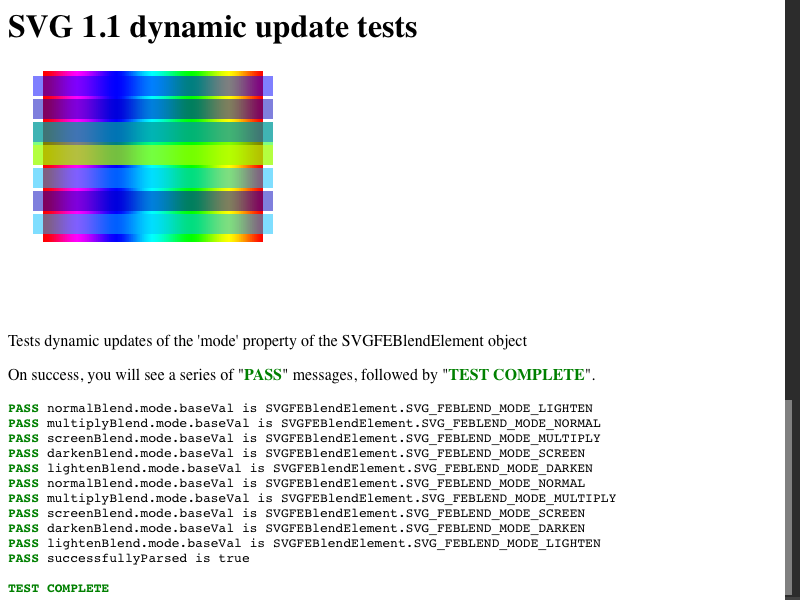 SVG 1.1 dynamic update tests
Tests dynamic updates of the 'mode' property of the SVGFEBlendElement object
On success, you will see a series of "PASS" messages, followed by "TEST COMPLETE".
PASS normalBlend.mode.baseVal is SVGFEBlendElement.SVG_FEBLEND_MODE_LIGHTEN
PASS multiplyBlend.mode.baseVal is SVGFEBlendElement.SVG_FEBLEND_MODE_NORMAL
PASS screenBlend.mode.baseVal is SVGFEBlendElement.SVG_FEBLEND_MODE_MULTIPLY
PASS darkenBlend.mode.baseVal is SVGFEBlendElement.SVG_FEBLEND_MODE_SCREEN
PASS lightenBlend.mode.baseVal is SVGFEBlendElement.SVG_FEBLEND_MODE_DARKEN
PASS normalBlend.mode.baseVal is SVGFEBlendElement.SVG_FEBLEND_MODE_NORMAL
PASS multiplyBlend.mode.baseVal is SVGFEBlendElement.SVG_FEBLEND_MODE_MULTIPLY
PASS screenBlend.mode.baseVal is SVGFEBlendElement.SVG_FEBLEND_MODE_SCREEN
PASS darkenBlend.mode.baseVal is SVGFEBlendElement.SVG_FEBLEND_MODE_DARKEN
PASS lightenBlend.mode.baseVal is SVGFEBlendElement.SVG_FEBLEND_MODE_LIGHTEN
PASS successfullyParsed is true
TEST COMPLETE